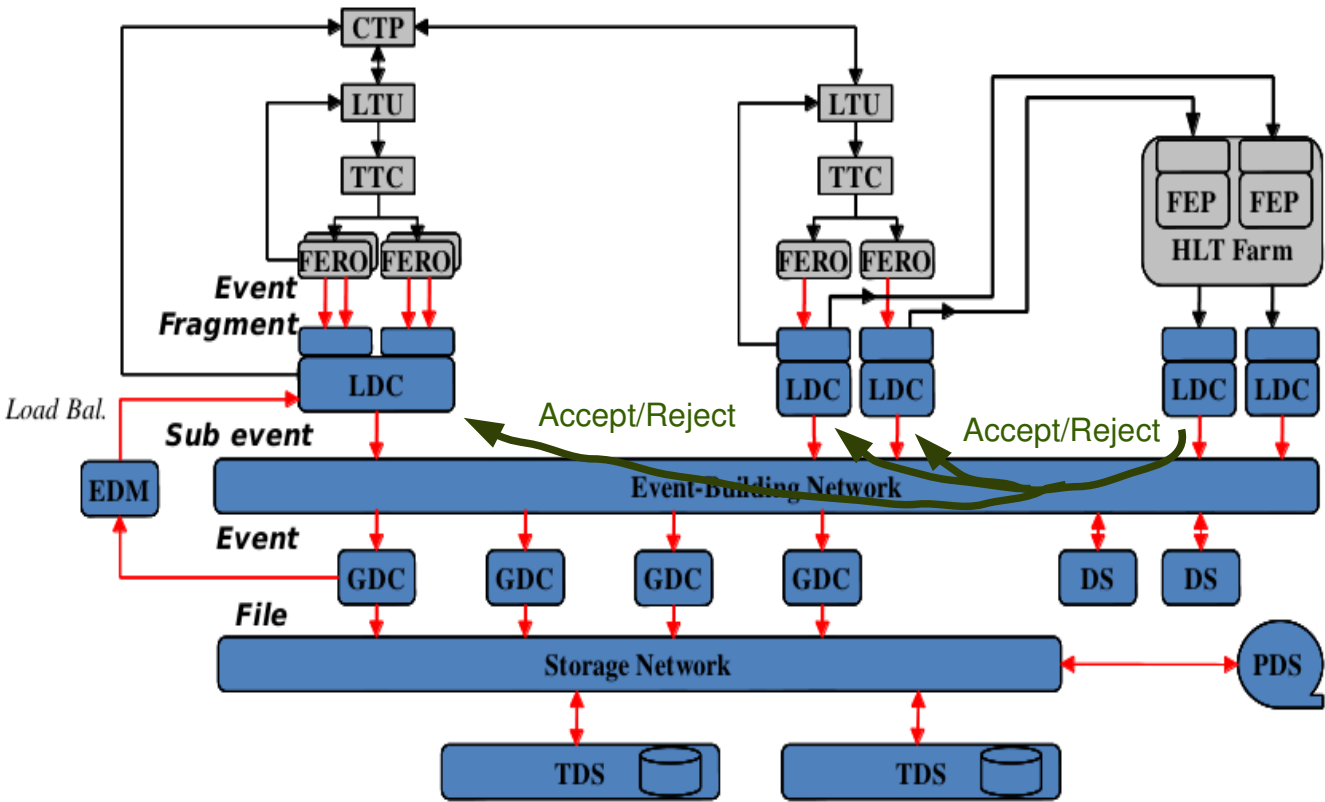 CTP
LTU
LTU
TTC
TTC
FEP
FEP
HLT Farm
FERO
FERO
FERO
FERO
Event
Fragment
LDC
LDC
LDC
LDC
LDC
Load Bal.
Accept/Reject
Accept/Reject
Sub event
EDM
Event-Building Network
Event
GDC
GDC
GDC
GDC
DS
DS
File
Storage Network
PDS
TDS
TDS